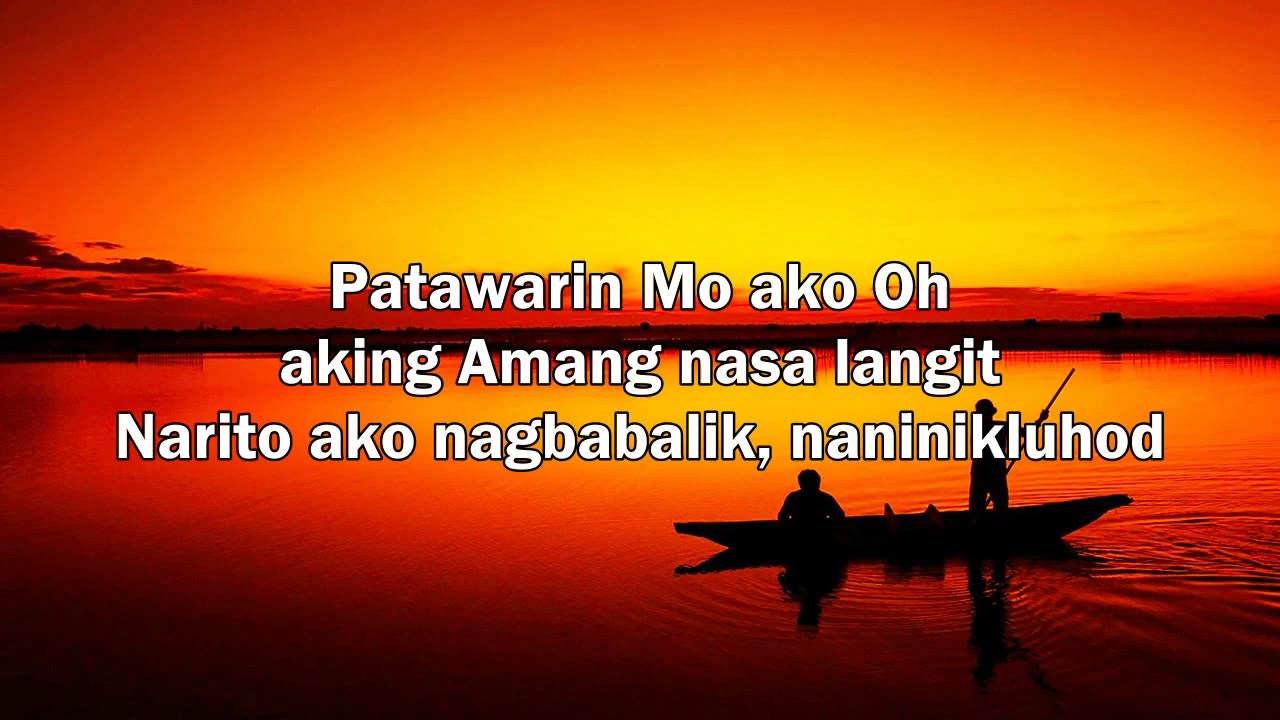 Patawarin Mo ako Oh
aking Amang nasa langit
Narito ako nagbabalik, naninikluhod